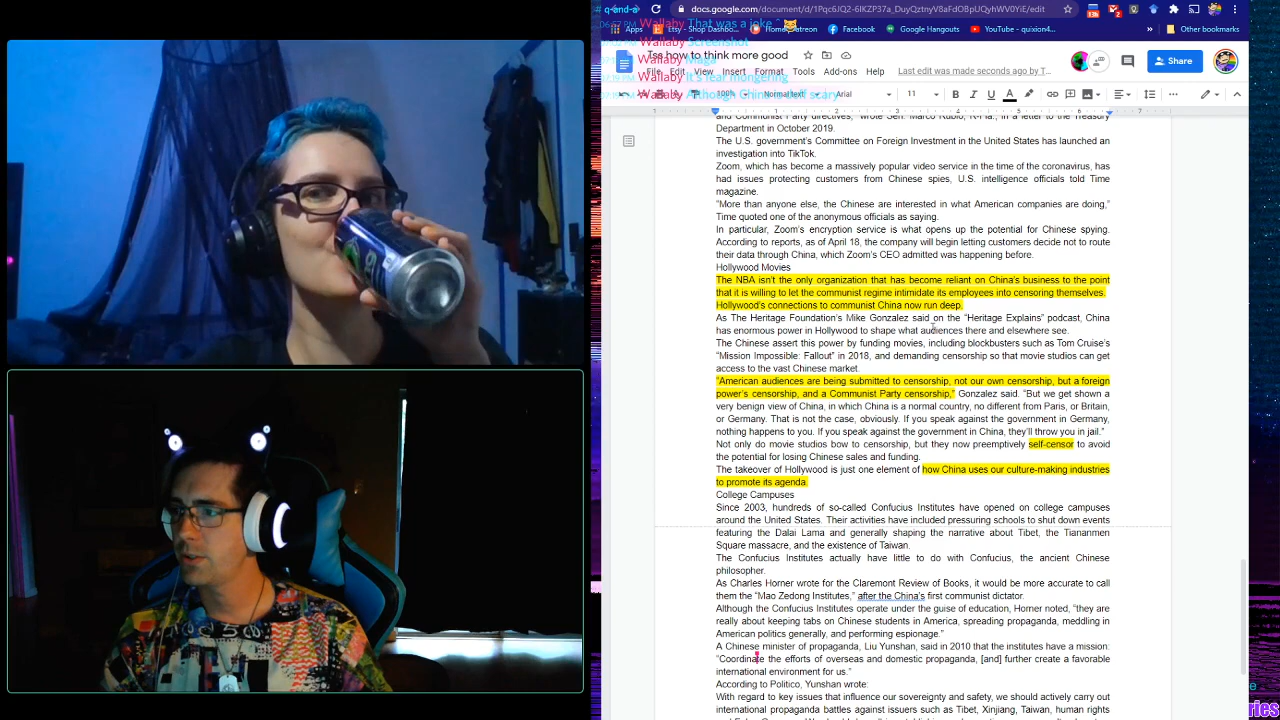 q-and-a
docs.google.com/document/d/1Pqc6JQ2-6IKZP37a_DuyQztnyV8aFdOBpUQyhWV0YiE/edit
06:57 PM Wallaby That was a joke ^
Apps
Etsy - Shop Dashbo...
Home Patreon
YouTube - quixion4...
Other bookmarks
Wallaby Screenshot
Tes how to think more good
Wallaby Maga
Share
File Edit View Insert Format Tools Add-ons Help Last edit was made seconds ago by T...
Wallaby It's fear mongering
Wallaby Although China is buff scary
100% Normal text Arial 11
and Communist Party directives," wrote Sen. Marco Rubio, R-Fla., in a letter to the Treasury
Department in October 2019.
The U.S. government's Committee on Foreign Investment in the United States has launched an
investigation into TikTok.
Zoom, which has become a massively popular video service in the time of the coronavirus, has
had issues protecting customers from Chinese spies, U.S. intelligence officials told Time
magazine.
"More than anyone else, the Chinese are interested in what American companies are doing,"
Time quoted one of the anonymous officials as saying.
In particular, Zoom's encryption service is what opens up the potential for Chinese spying.
According to reports, as of April 18, the company will begin letting customers decide not to route
their data through China, which Zoom's CEO admitted was happening before.
Hollywood Movies
The NBA isn't the only organization that has become reliant on China's business to the point
that it is willing to let the communist regime intimidate its employees into censoring themselves.
Hollywood's connections to communist China now run deep.
As The Heritage Foundation's Mike Gonzalez said on the "Heritage Explains" podcast, China
has enormous power in Hollywood to shape what audiences there and elsewhere see.
The Chinese assert this power by funding movies, including blockbusters such as Tom Cruise's
"Mission Impossible: Fallout" in 2018, and demanding censorship so that movie studios can get
access to the vast Chinese market.
"American audiences are being submitted to censorship, not our own censorship, but a foreign
power's censorship, and a Communist Party censorship," Gonzalez said. "But we get shown a
very benign view of China, in which China is a normal country, no different from Paris, or Britain,
or Germany. That is not the case, obviously. If you speak against the government in Germany,
nothing happens to you. If you speak against the government in China, they'll throw you in jail."
Not only do movie studios bow to censorship, but they now preemptively self-censor to avoid
the potential for losing Chinese sales and funding.
The takeover of Hollywood is just one element of how China uses our culture-making industries
to promote its agenda.
College Campuses
Since 2003, hundreds of so-called Confucius Institutes have opened on college campuses
around the United States. Their activities have included pressuring schools to shut down events
featuring the Dalai Lama and generally shaping the narrative about Tibet, the Tiananmen
Square massacre, and the existence of Taiwan.
The Confucius Institutes actually have little to do with Confucius, the ancient Chinese
philosopher.
As Charles Horner wrote for the Claremont Review of Books, it would be more accurate to call
them the "Mao Zedong Institutes," after the China's first communist dictator.
Although the Confucius Institutes operate under the guise of education, Horner noted, "they are
really about keeping tabs on Chinese students in America, spreading propaganda, meddling in
American politics generally, and performing espionage."
A Chinese minister of propaganda, Liu Yunshan, said in 2010 that the institutes have a mission:
"Coordinate the efforts of overseas and domestic propaganda, [and] further create a favorable
international environment for us."
According to Politico, Yunshan wrote:
With regard to key issues that influence our sovereignty and safety, we should actively carry out
international propaganda battles against issuers such as Tibet, Xinjiang, Taiwan, human rights